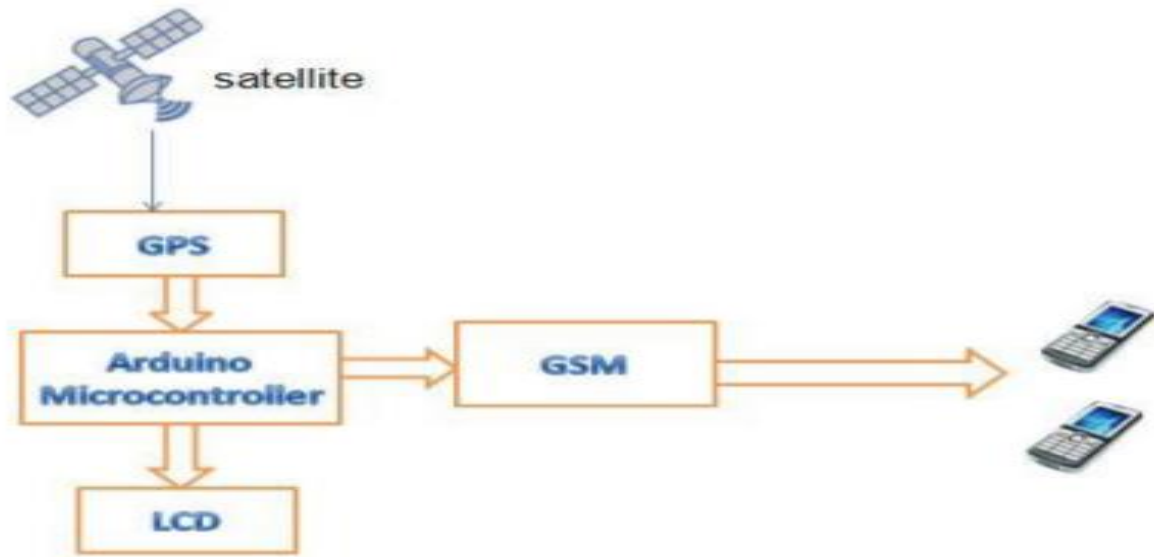 satellite
GPS
Arduino
Microcontroller
GSM
LCD